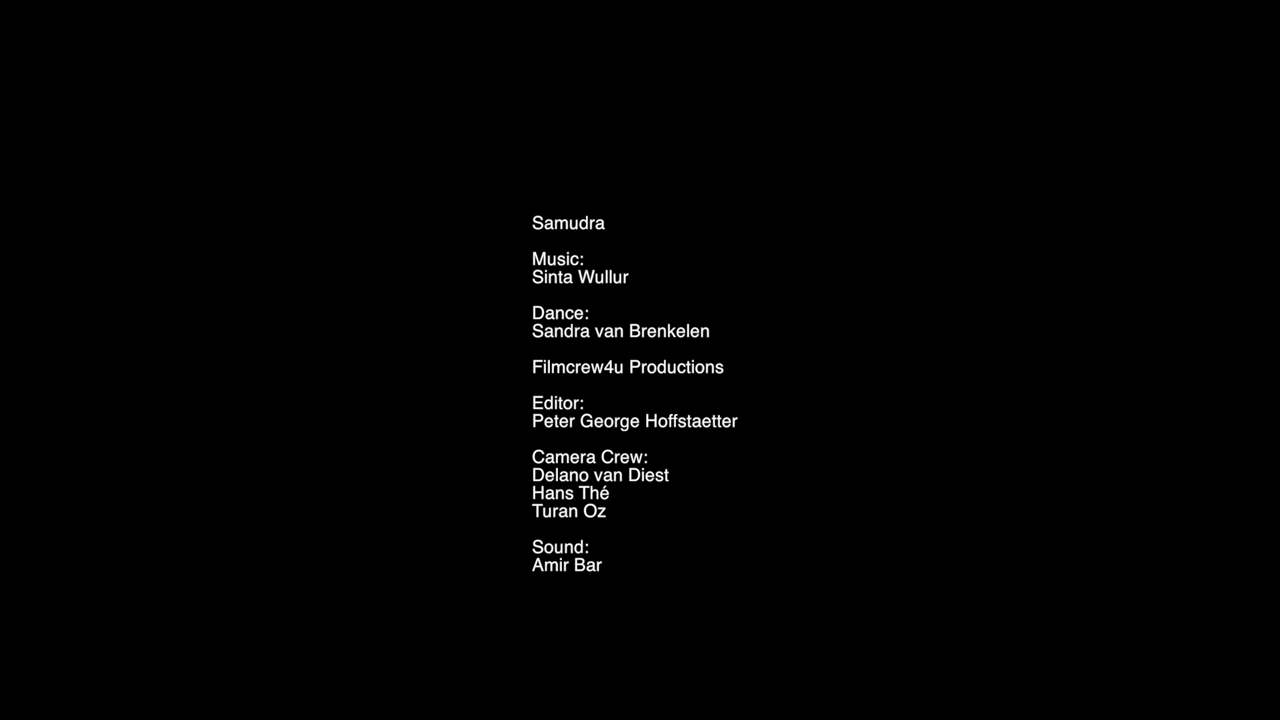 Samudra
Music:
Sinta Wullur
Dance:
Sandra van Brenkelen
Filmcrew4u Productions
Editor:
Peter George Hoffstaetter
Camera Crew:
Delano van Diest
Hans Thé
Turan Oz
Sound:
Amir Bar